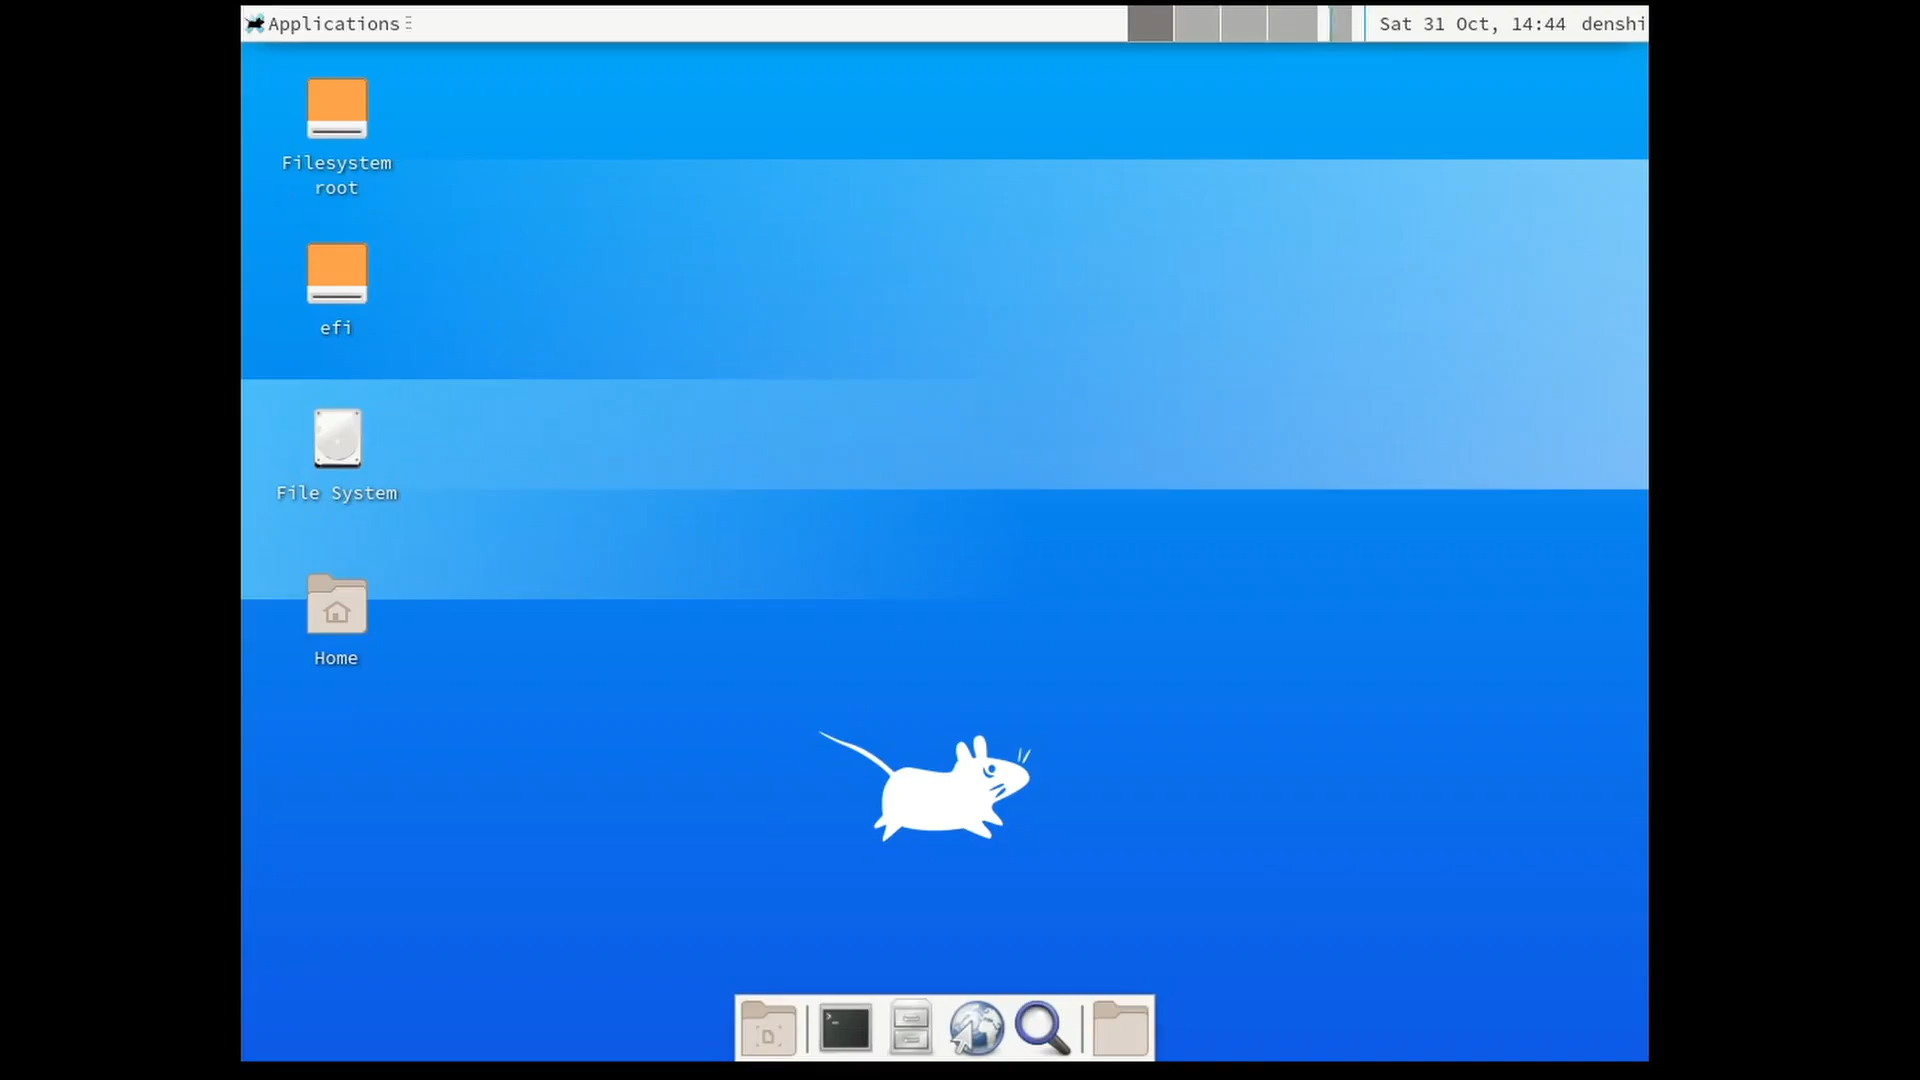 Applications
Sat 31 Oct, 14:44 denshi
Filesystem
root
efi
File System
Home